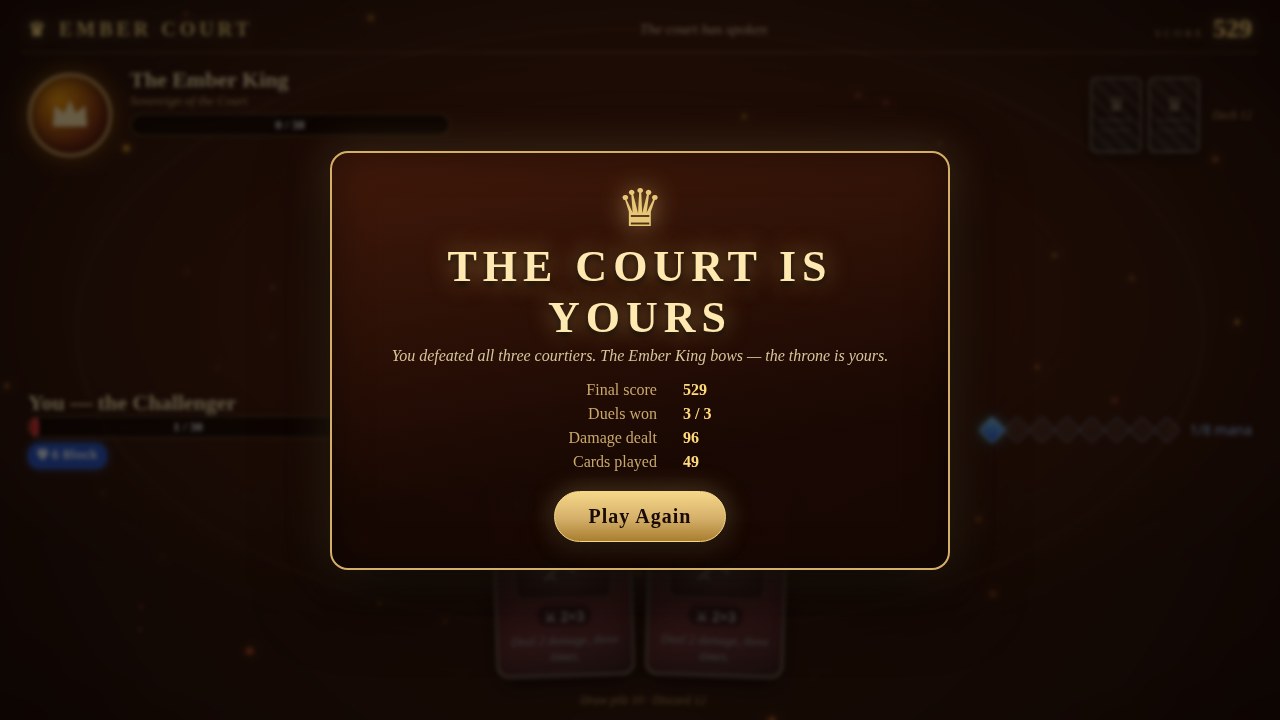 ♛ EMBER COURT
The court has spoken
SCORE 529
The Ember King
Sovereign of the Court
0 / 50
♛
THE COURT IS
YOURS
You defeated all three courtiers. The Ember King bows — the throne is yours.
Final score 529
Duels won 3 / 3
Damage dealt 96
Cards played 49
Play Again
You — the Challenger
6 Block
1/8 mana
2×3
2×3